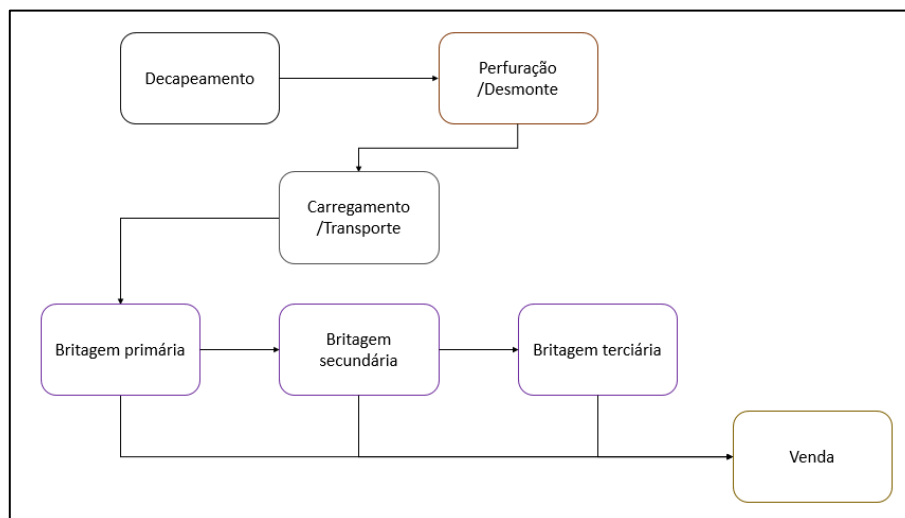 Decapeamento
Perfuração
/Desmonte
Carregamento
/Transporte
Britagem primária
Britagem
secundária
Britagem terciária
Venda